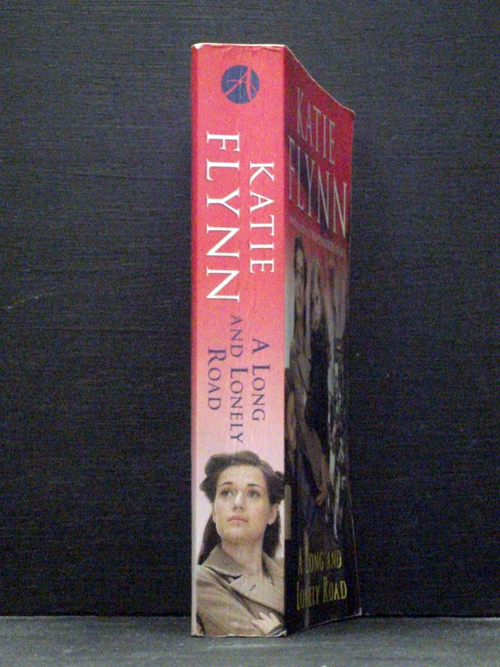 KATIE
FLYNN
A LONG
AND LONELY
ROAD
KATIE
FLYNN
A LONG AND
LONELY ROAD